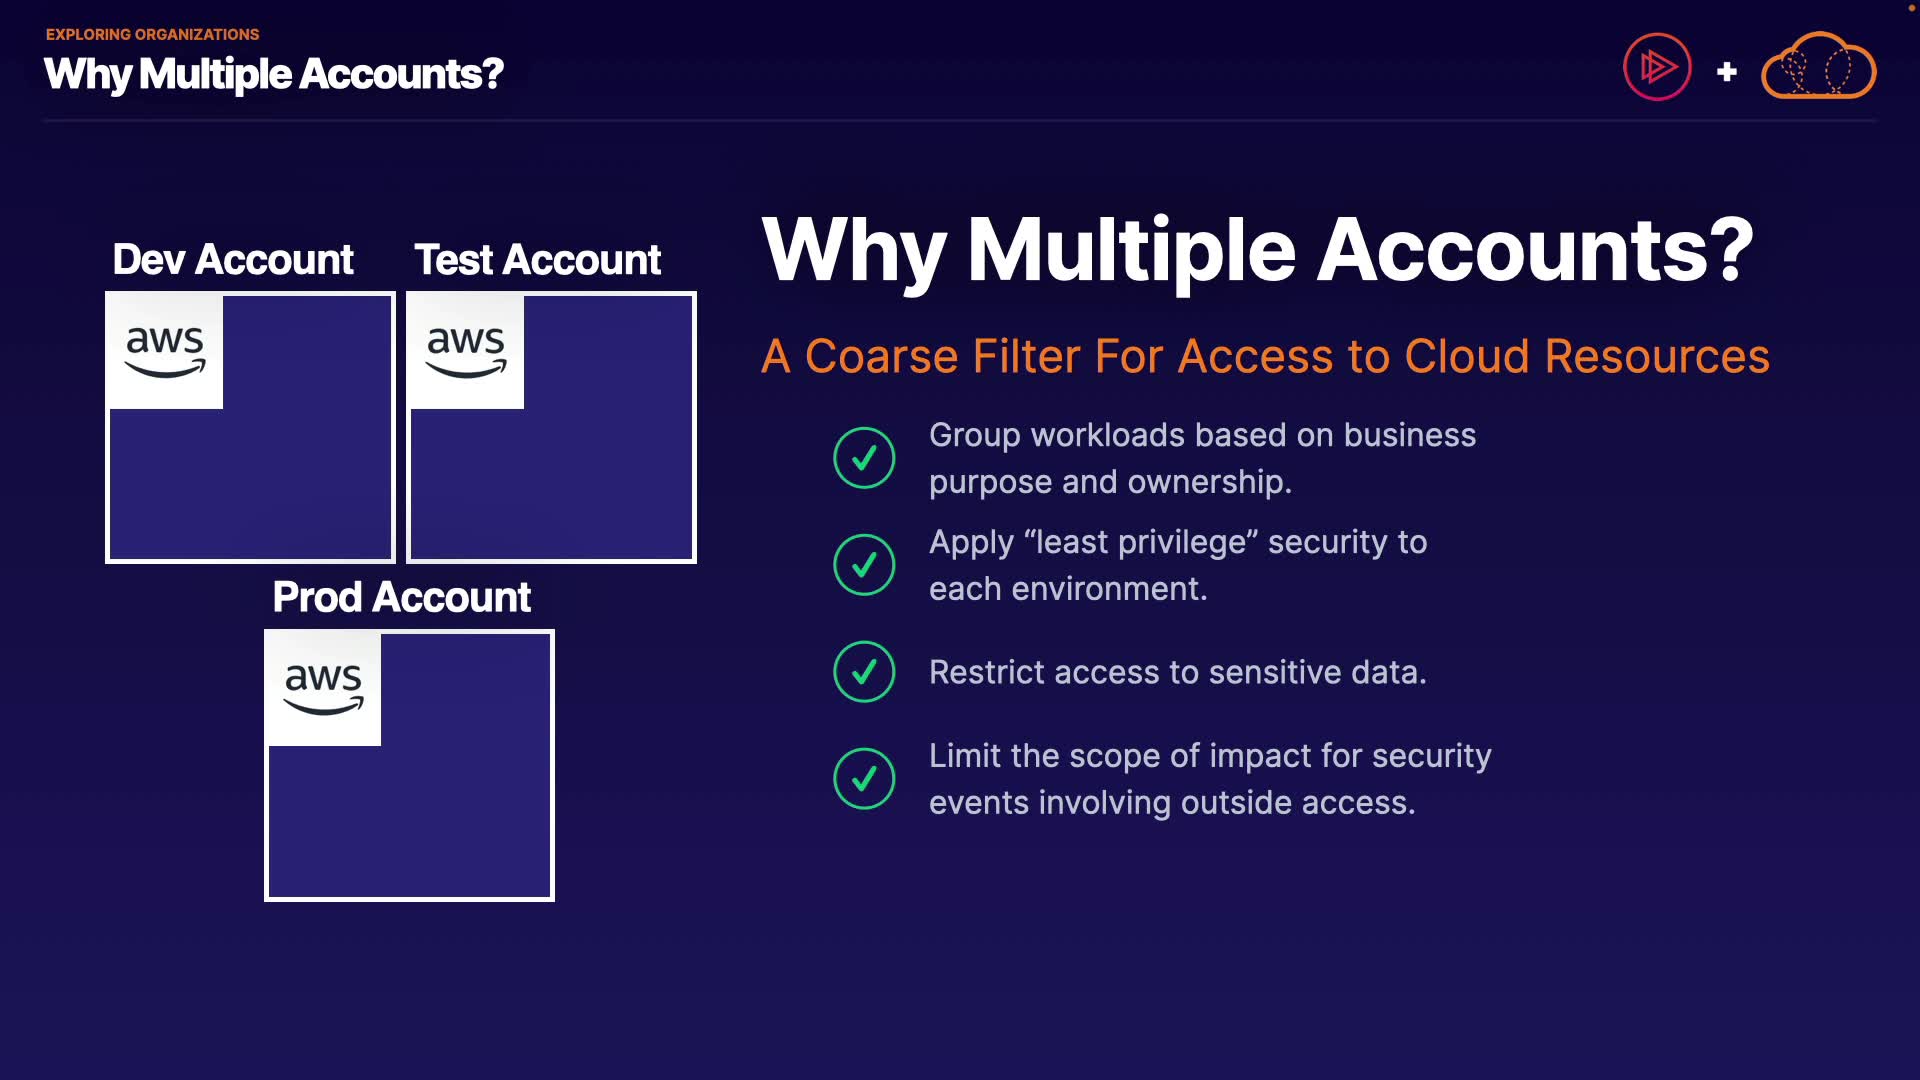 EXPLORING ORGANIZATIONS
Why Multiple Accounts?
Dev Account
Test Account
aws
aws
Prod Account
aws
Why Multiple Accounts?
A Coarse Filter For Access to Cloud Resources
Group workloads based on business
purpose and ownership.
Apply “least privilege” security to
each environment.
Restrict access to sensitive data.
Limit the scope of impact for security
events involving outside access.